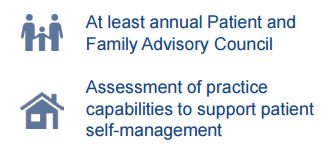 At least annual Patient and
Family Advisory Council
Assessment of practice
capabilities to support patient
self-management